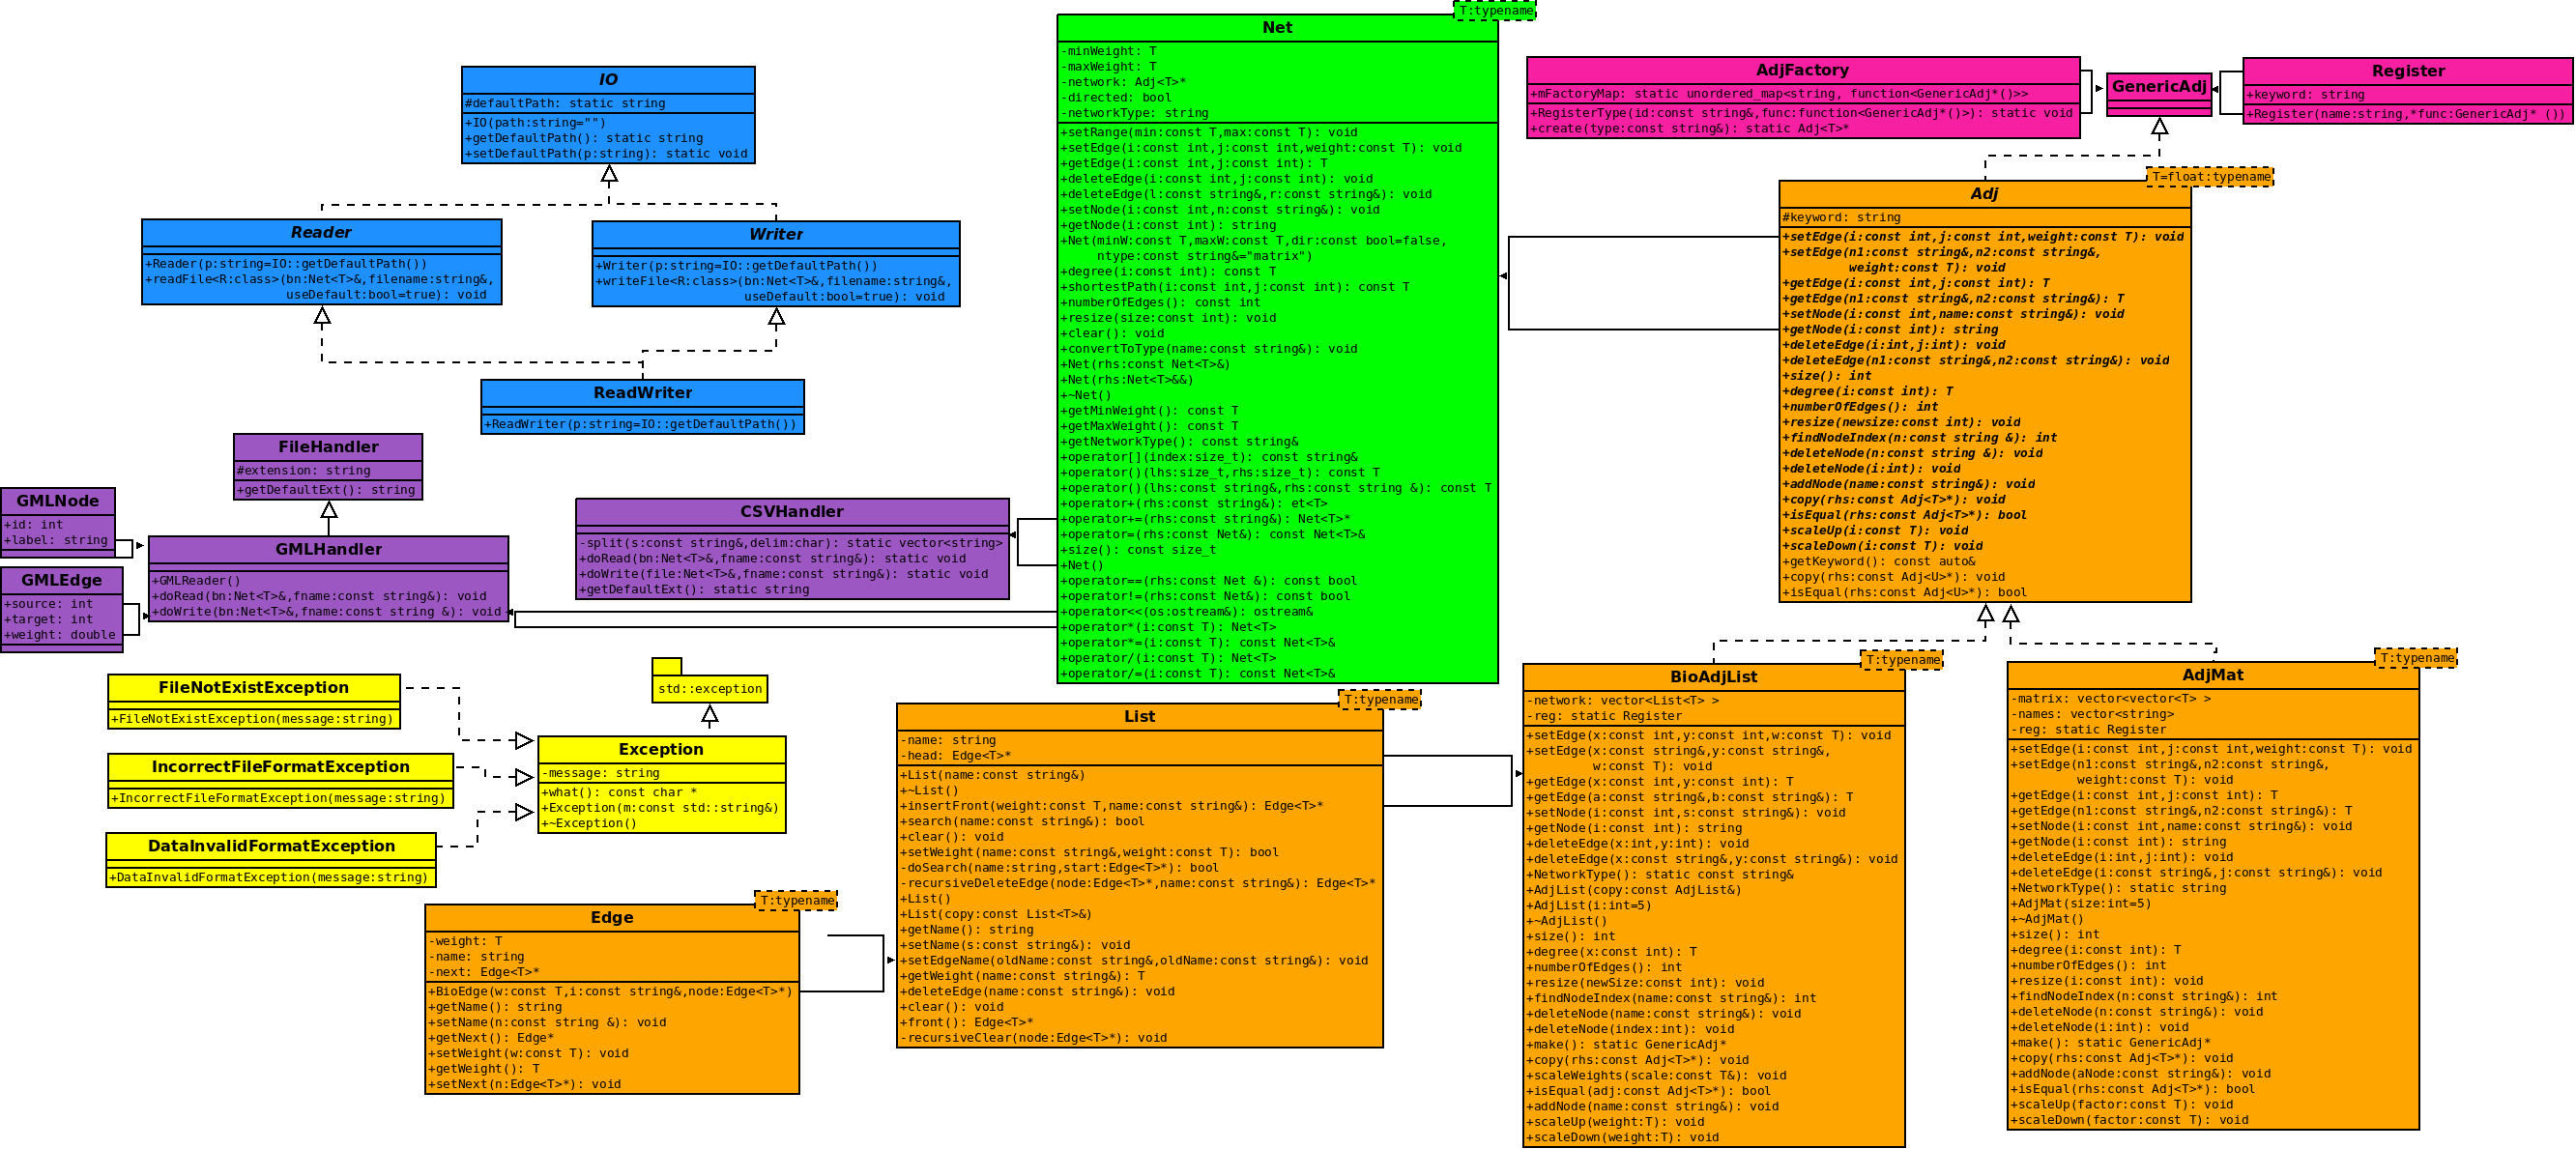 IO
#defaultPath: static string
+IO(path:string="")
+getDefaultPath(): static string
+setDefaultPath(p:string): static void
Reader
+Reader(p:string=IO::getDefaultPath())
+readFile<R:class>(bn:Net<T>&,filename:string&,
useDefault:bool=true): void
Writer
+Writer(p:string=IO::getDefaultPath())
+writeFile<R:class>(bn:Net<T>&,filename:string&,
useDefault:bool=true): void
ReadWriter
+ReadWriter(p:string=IO::getDefaultPath())
FileHandler
#extension: string
+getDefaultExt(): string
GMLNode
+id: int
+label: string
GMLEdge
+source: int
+target: int
+weight: double
GMLHandler
+GMLReader()
+doRead(bn:Net<T>&,fname:const string&): void
+doWrite(bn:Net<T>&,fname:const string &): void
CSVHandler
-split(s:const string&,delim:char): static vector<string>
+doRead(bn:Net<T>&,fname:const string&): static void
+doWrite(file:Net<T>&,fname:const string&): static void
+getDefaultExt(): static string
T:typename
Net
-minWeight: T
-maxWeight: T
-network: Adj<T>*
-directed: bool
-networkType: string
+setRange(min:const T,max:const T): void
+setEdge(i:const int,j:const int,weight:const T): void
+getEdge(i:const int,j:const int): T
+deleteEdge(i:const int,j:const int): void
+deleteEdge(l:const string&,r:const string&): void
+setNode(i:const int,n:const string&): void
+getNode(i:const int): string
+Net(minW:const T,maxW:const T,dir:const bool=false,
ntype:const string&="matrix")
+degree(i:const int): const T
+shortestPath(i:const int,j:const int): const T
+numberOfEdges(): const int
+resize(size:const int): void
+clear(): void
+convertToType(name:const string&): void
+Net(rhs:const Net<T>&)
+Net(rhs:Net<T>&&)
+~Net()
+getMinWeight(): const T
+getMaxWeight(): const T
+getNetworkType(): const string&
+operator[](index:size_t): const string&
+operator()(lhs:size_t,rhs:size_t): const T
+operator()(lhs:const string&,rhs:const string &): const T
+operator+(rhs:const string&): et<T>
+operator+=(rhs:const string&): Net<T>*
+operator=(rhs:const Net&): const Net<T>&
+size(): const size_t
+Net()
+operator==(rhs:const Net &): const bool
+operator!=(rhs:const Net&): const bool
+operator<<(os:ostream&): ostream&
+operator*(i:const T): Net<T>
+operator*=(i:const T): const Net<T>&
+operator/(i:const T): Net<T>
+operator/=(i:const T): const Net<T>&
AdjFactory
+mFactoryMap: static unordered_map<string, function<GenericAdj*()>>
+RegisterType(id:const string&,func:function<GenericAdj*()>): static void
+create(type:const string&): static Adj<T>*
GenericAdj
Register
+keyword: string
+Register(name:string,*func:GenericAdj* ())
T=float:typename
Adj
#keyword: string
+setEdge(i:const int,j:const int,weight:const T): void
+setEdge(n1:const string&,n2:const string&,
weight:const T): void
+getEdge(i:const int,j:const int): T
+getEdge(n1:const string&,n2:const string&): T
+setNode(i:const int,name:const string&): void
+getNode(i:const int): string
+deleteEdge(i:int,j:int): void
+deleteEdge(n1:const string&,n2:const string&): void
+size(): int
+degree(i:const int): T
+numberOfEdges(): int
+resize(newsize:const int): void
+findNodeIndex(n:const string &): int
+deleteNode(n:const string &): void
+deleteNode(i:int): void
+addNode(name:const string&): void
+copy(rhs:const Adj<T>*): void
+isEqual(rhs:const Adj<T>*): bool
+scaleUp(i:const T): void
+scaleDown(i:const T): void
+getKeyword(): const auto&
+copy(rhs:const Adj<U>*): void
+isEqual(rhs:const Adj<U>*): bool
FileNotExistException
+FileNotExistException(message:string)
IncorrectFileFormatException
+IncorrectFileFormatException(message:string)
DataInvalidFormatException
+DataInvalidFormatException(message:string)
std::exception
Exception
-message: string
+what(): const char *
+Exception(m:const std::string&)
+~Exception()
T:typename
Edge
-weight: T
-name: string
-next: Edge<T>*
+BioEdge(w:const T,i:const string&,node:Edge<T>*)
+getName(): string
+setName(n:const string &): void
+getNext(): Edge*
+setWeight(w:const T): void
+getWeight(): T
+setNext(n:Edge<T>*): void
T:typename
List
-name: string
-head: Edge<T>*
+List(name:const string&)
+~List()
+insertFront(weight:const T,name:const string&): Edge<T>*
+search(name:const string&): bool
+clear(): void
+setWeight(name:const string&,weight:const T): bool
-doSearch(name:string,start:Edge<T>*): bool
-recursiveDeleteEdge(node:Edge<T>*,name:const string&): Edge<T>*
+List()
+List(copy:const List<T>&)
+getName(): string
+setName(s:const string&): void
+setEdgeName(oldName:const string&,oldName:const string&): void
+getWeight(name:const string&): T
+deleteEdge(name:const string&): void
+clear(): void
+front(): Edge<T>*
-recursiveClear(node:Edge<T>*): void
T:typename
BioAdjList
-network: vector<List<T> >
-reg: static Register
+setEdge(x:const int,y:const int,w:const T): void
+setEdge(x:const string&,y:const string&,
w:const T): void
+getEdge(x:const int,y:const int): T
+getEdge(a:const string&,b:const string&): T
+setNode(i:const int,s:const string&): void
+getNode(i:const int): string
+deleteEdge(x:int,y:int): void
+deleteEdge(x:const string&,y:const string&): void
+NetworkType(): static const string&
+AdjList(copy:const AdjList&)
+AdjList(i:int=5)
+~AdjList()
+size(): int
+degree(x:const int): T
+numberOfEdges(): int
+resize(newSize:const int): void
+findNodeIndex(name:const string&): int
+deleteNode(name:const string&): void
+deleteNode(index:int): void
+make(): static GenericAdj*
+copy(rhs:const Adj<T>*): void
+scaleWeights(scale:const T&): void
+isEqual(adj:const Adj<T>*): bool
+addNode(name:const string&): void
+scaleUp(weight:T): void
+scaleDown(weight:T): void
T:typename
AdjMat
-matrix: vector<vector<T> >
-names: vector<string>
-reg: static Register
+setEdge(i:const int,j:const int,weight:const T): void
+setEdge(n1:const string&,n2:const string&,
weight:const T): void
+getEdge(i:const int,j:const int): T
+getEdge(n1:const string&,n2:const string&): T
+setNode(i:const int,name:const string&): void
+getNode(i:const int): string
+deleteEdge(i:int,j:int): void
+deleteEdge(i:const string&,j:const string&): void
+NetworkType(): static string
+AdjMat(size:int=5)
+~AdjMat()
+size(): int
+degree(i:const int): T
+numberOfEdges(): int
+resize(i:const int): void
+findNodeIndex(n:const string&): int
+deleteNode(n:const string&): void
+deleteNode(i:int): void
+make(): static GenericAdj*
+copy(rhs:const Adj<T>*): void
+addNode(aNode:const string&): void
+isEqual(rhs:const Adj<T>*): bool
+scaleUp(factor:const T): void
+scaleDown(factor:const T): void